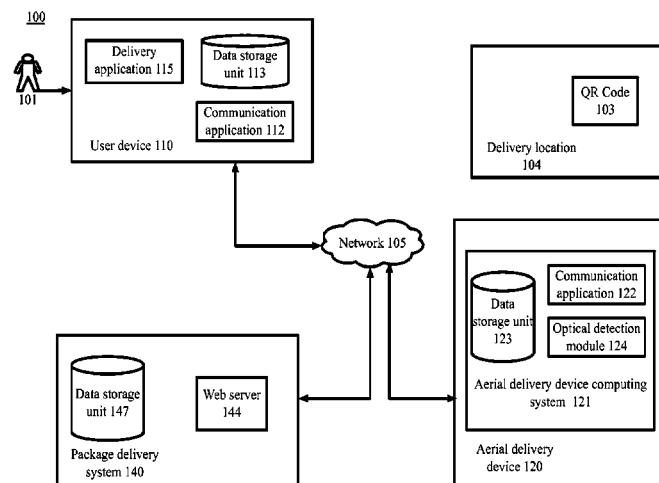 100
101
Delivery
application 115
Data storage
unit 113
Communication
application 112
User device 110
QR Code
103
Delivery location
104
Network 105
Data storage
unit 147
Web server
144
Package delivery
system 140
Data
storage
unit
123
Communication
application 122
Optical detection
module 124
Aerial delivery device computing
system 121
Aerial delivery
device 120